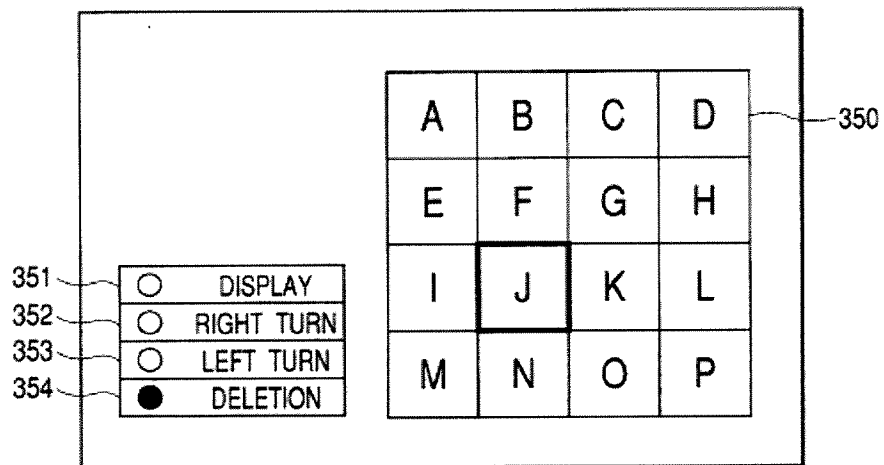 A B C D 350
E F G H
351 DISPLAY I J K L
352 RIGHT TURN
353 LEFT TURN M N O P
354 DELETION